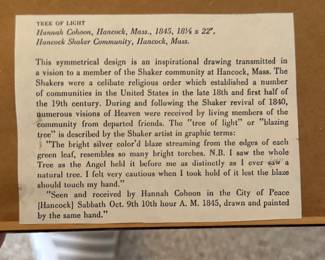 TREE OF LIGHT
Hannah Cohoon, Hancock, Mass., 1845, 18⅛ x 22",
Hancock Shaker Community, Hancock, Mass.
This symmetrical design is an inspirational drawing transmitted
in a vision to a member of the Shaker community at Hancock, Mass. The
Shakers were a celibate religious order which established a number
of communities in the United States in the late 18th and first half of
the 19th century. During and following the Shaker revival of 1840,
numerous visions of Heaven were received by living members of the
community from departed friends. The "tree of light" or "blazing
tree" is described by the Shaker artist in graphic terms:
"The bright silver color'd blaze streaming from the edges of each
green leaf, resembles so many bright torches. N.B. I saw the whole
Tree as the Angel held it before me as distinctly as I ever saw a
natural tree. I felt very cautious when I took hold of it lest the blaze
should touch my hand."
"Seen and received by Hannah Cohoon in the City of Peace
[Hancock] Sabbath Oct. 9th 10th hour A. M. 1845, drawn and painted
by the same hand."